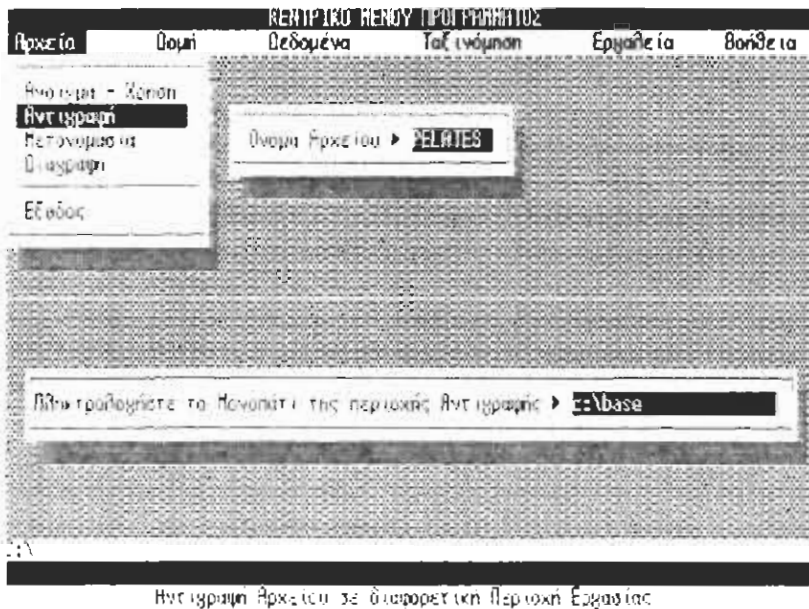 ΚΕΝΤΡΙΚΟ ΜΕΝΟΥ ΠΡΟΓΡΑΜΜΑΤΟΣ
Αρχεία Δομή Δεδομένα Ταξινόμηση Εργαλεία Βοήθεια
Ανοιγμα - Χρήση
Αντιγραφή
Μετονομασία
Διαγραφή
Εξοδος
Ονομα Αρχείου ► PELATES
Πληκτρολογήστε το Μονοπάτι της περιοχής Αντιγραφής ► c:\base
:\
Αντιγραφή Αρχείου σε διαφορετική Περιοχή Εργασίας